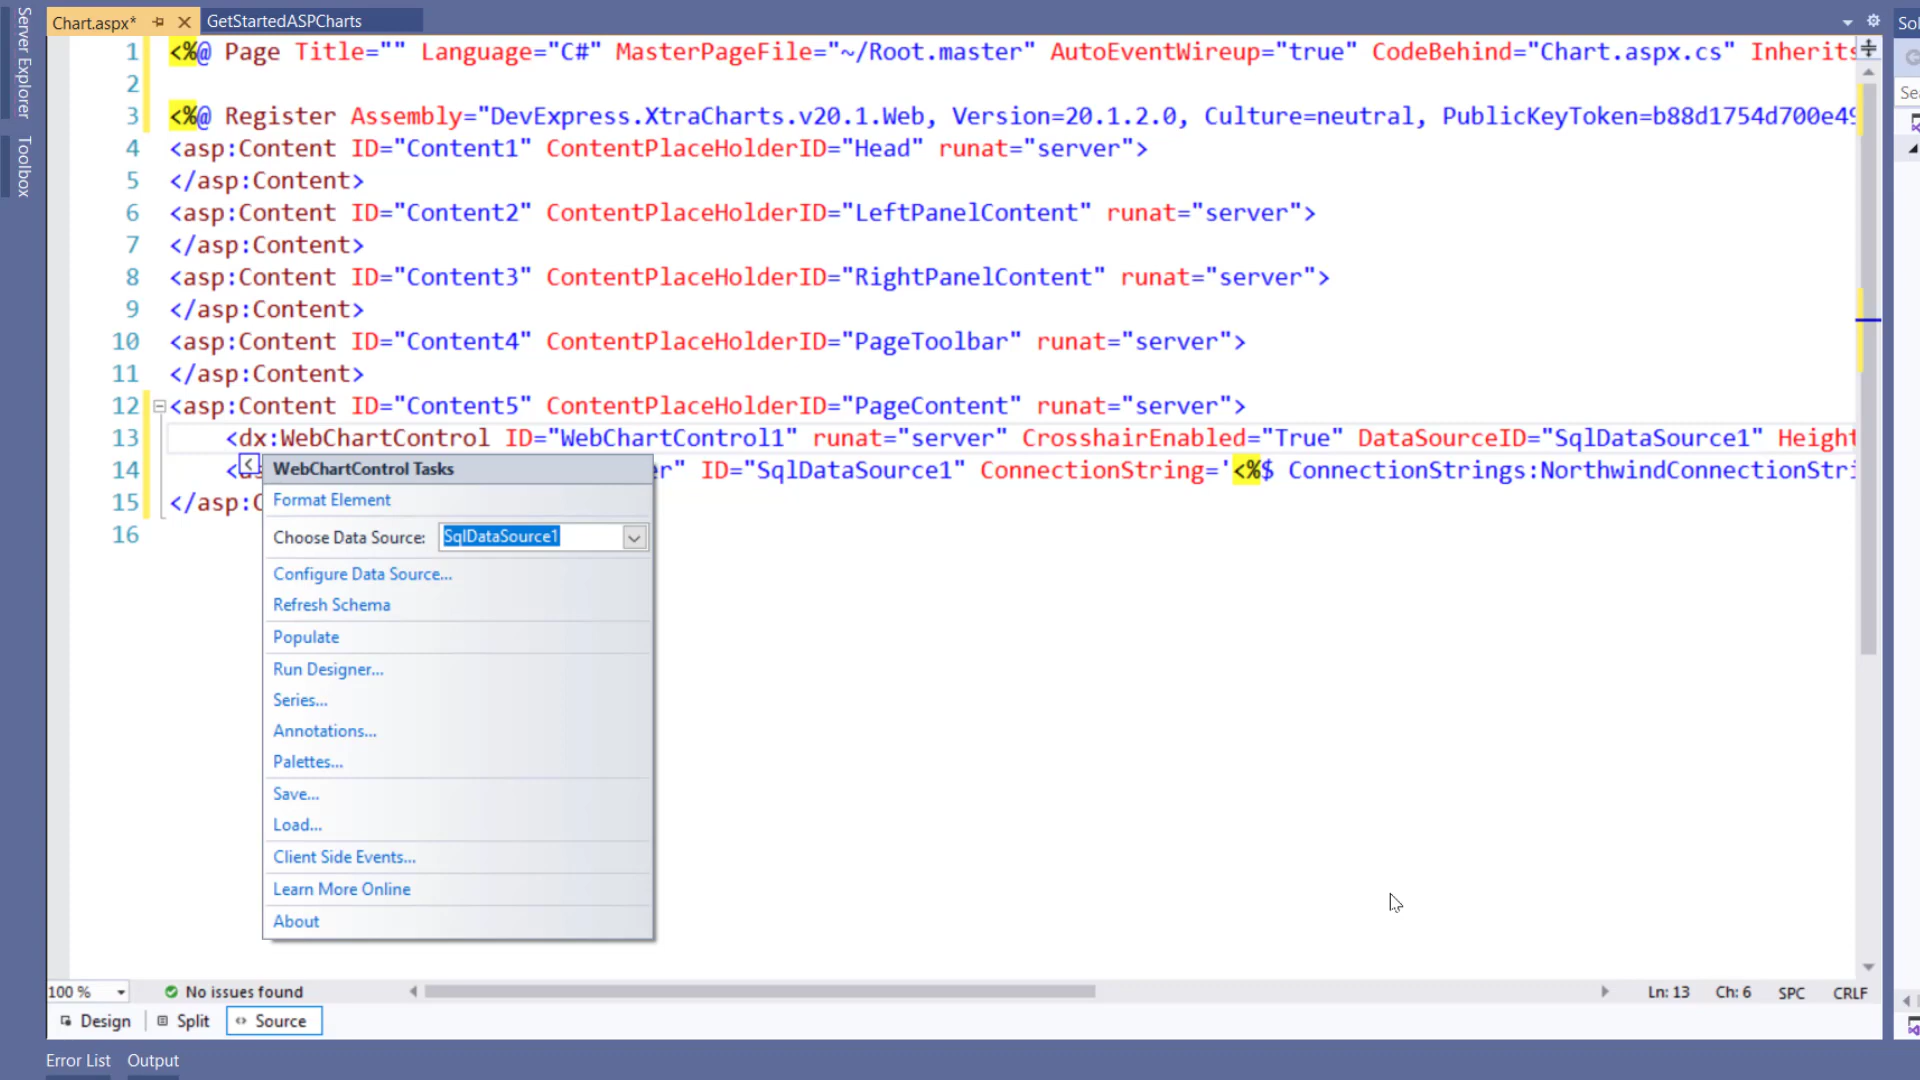 Server Explorer
Toolbox
Chart.aspx*
GetStartedASPCharts
Sol
Sea
1 <%@ Page Title="" Language="C#" MasterPageFile="~/Root.master" AutoEventWireup="true" CodeBehind="Chart.aspx.cs" Inherits
2
3 <%@ Register Assembly="DevExpress.XtraCharts.v20.1.Web, Version=20.1.2.0, Culture=neutral, PublicKeyToken=b88d1754d700e49
4 <asp:Content ID="Content1" ContentPlaceHolderID="Head" runat="server">
5 </asp:Content>
6 <asp:Content ID="Content2" ContentPlaceHolderID="LeftPanelContent" runat="server">
7 </asp:Content>
8 <asp:Content ID="Content3" ContentPlaceHolderID="RightPanelContent" runat="server">
9 </asp:Content>
10 <asp:Content ID="Content4" ContentPlaceHolderID="PageToolbar" runat="server">
11 </asp:Content>
12 <asp:Content ID="Content5" ContentPlaceHolderID="PageContent" runat="server">
13 <dx:WebChartControl ID="WebChartControl1" runat="server" CrosshairEnabled="True" DataSourceID="SqlDataSource1" Height
14 r" ID="SqlDataSource1" ConnectionString='<%$ ConnectionStrings:NorthwindConnectionStri
15 </asp:C
16
WebChartControl Tasks
Format Element
Choose Data Source: SqlDataSource1
Configure Data Source...
Refresh Schema
Populate
Run Designer...
Series...
Annotations...
Palettes...
Save...
Load...
Client Side Events...
Learn More Online
About
100 % No issues found Ln: 13 Ch: 6 SPC CRLF
Design Split Source
Error List Output